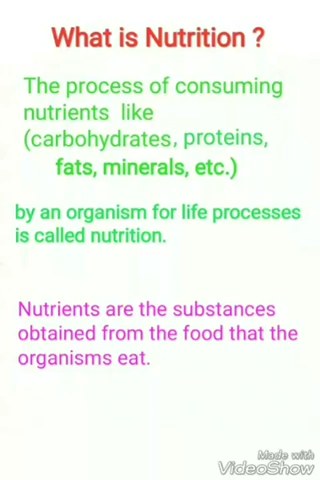 What is Nutrition ?
The process of consuming
nutrients like
(carbohydrates, proteins,
fats, minerals, etc.)
by an organism for life processes
is called nutrition.
Nutrients are the substances
obtained from the food that the
organisms eat.
Made with
VideoShow